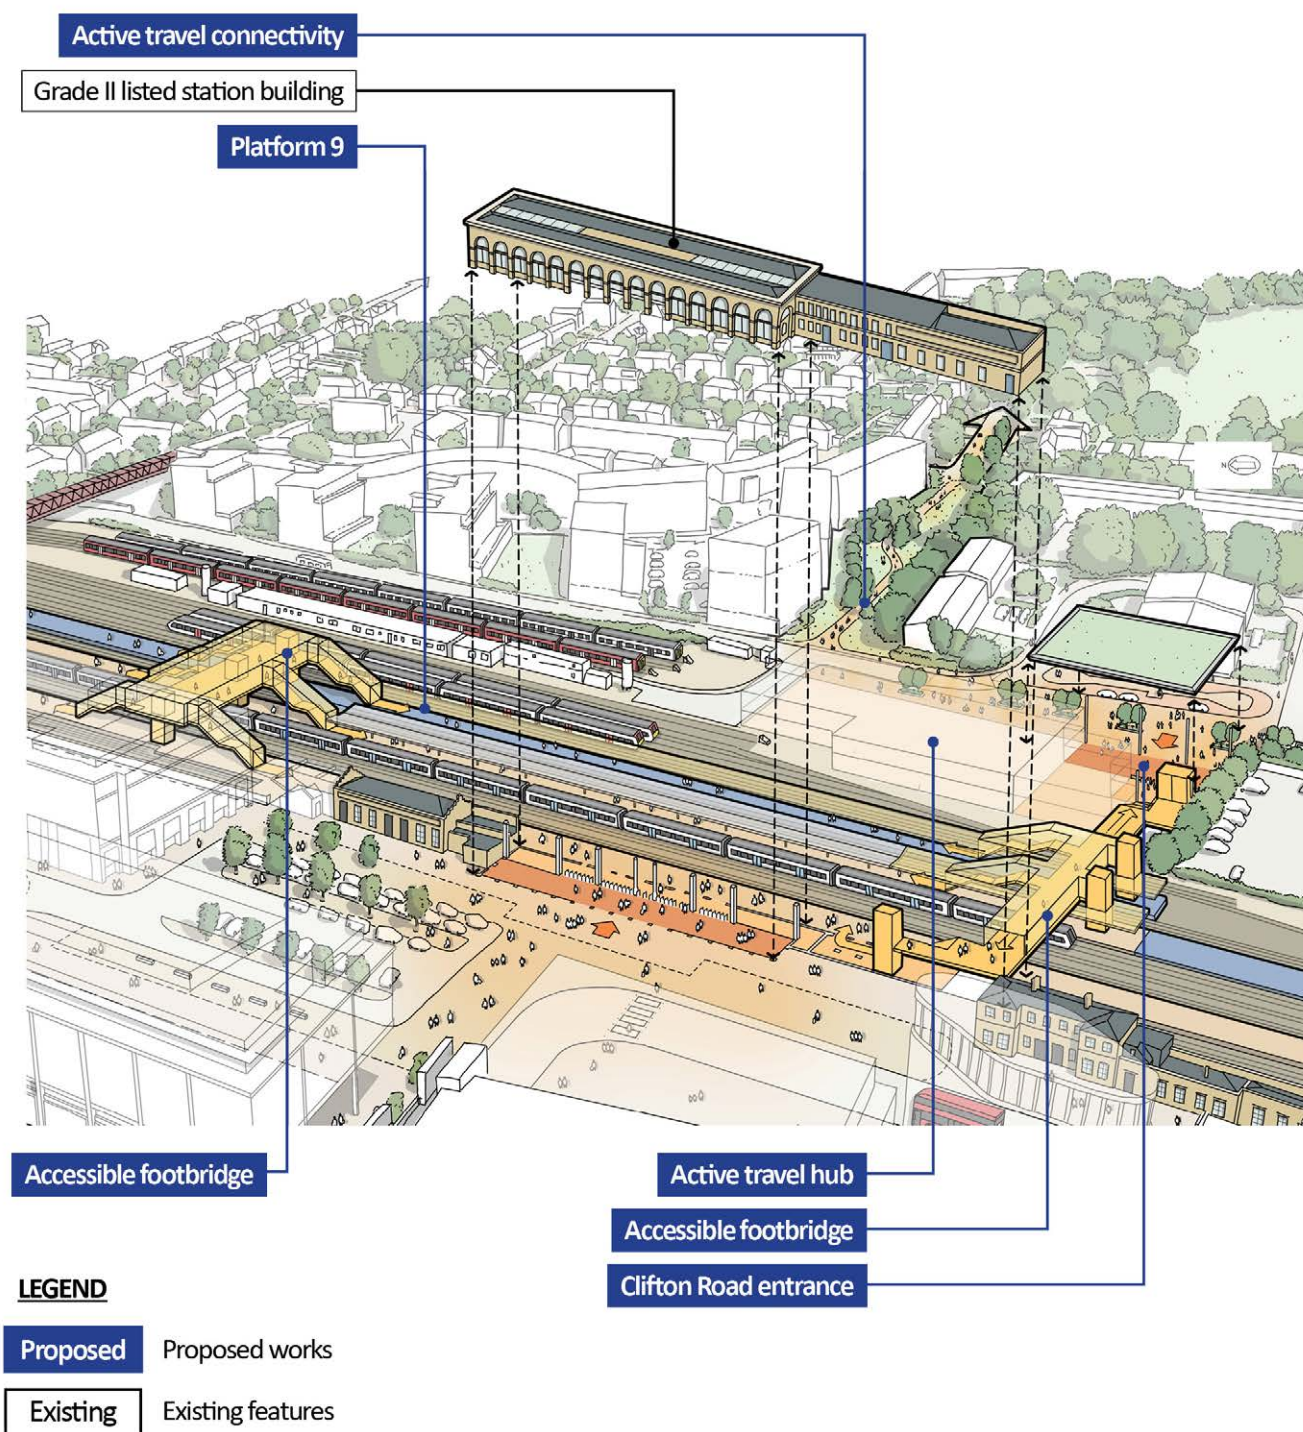 Active travel connectivity
Grade II listed station building
Platform 9
N
Accessible footbridge
Active travel hub
Accessible footbridge
Clifton Road entrance
LEGEND
Proposed Proposed works
Existing Existing features